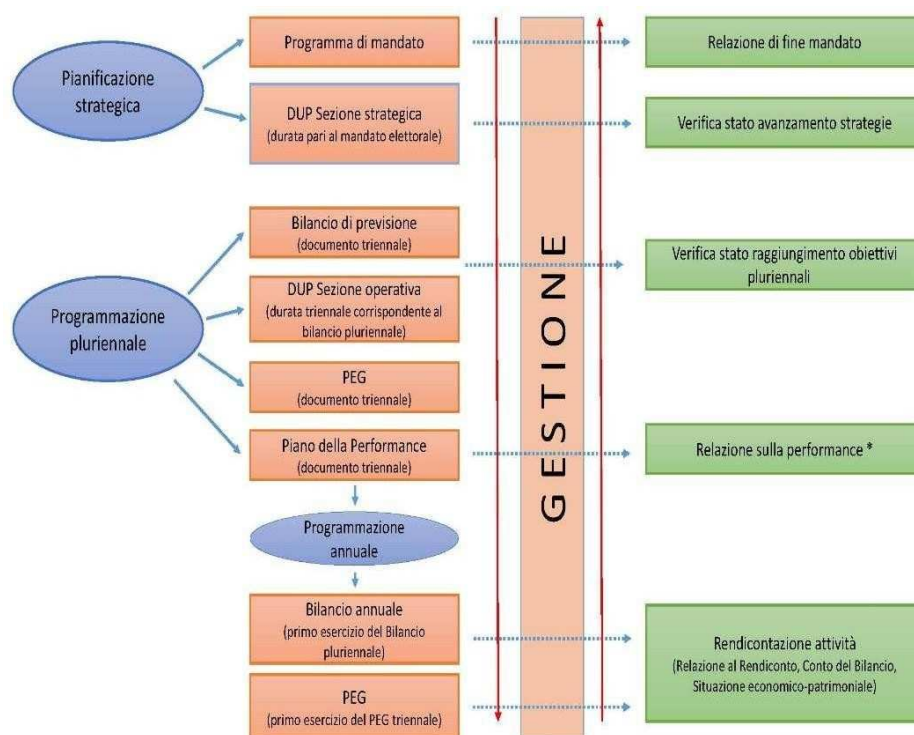 Pianificazione
strategica
Programma di mandato
Relazione di fine mandato
DUP Sezione strategica
(durata pari al mandato elettorale)
Verifica stato avanzamento strategie
Programmazione
pluriennale
Bilancio di previsione
(documento triennale)
Verifica stato raggiungimento obiettivi
pluriennali
DUP Sezione operativa
(durata triennale corrispondente al
bilancio pluriennale)
PEG
(documento triennale)
Piano della Performance
(documento triennale)
Relazione sulla performance *
GESTIONE
Programmazione
annuale
Bilancio annuale
(primo esercizio del Bilancio
pluriennale)
PEG
(primo esercizio del PEG triennale)
Rendicontazione attività
(Relazione al Rendiconto, Conto del Bilancio,
Situazione economico-patrimoniale)